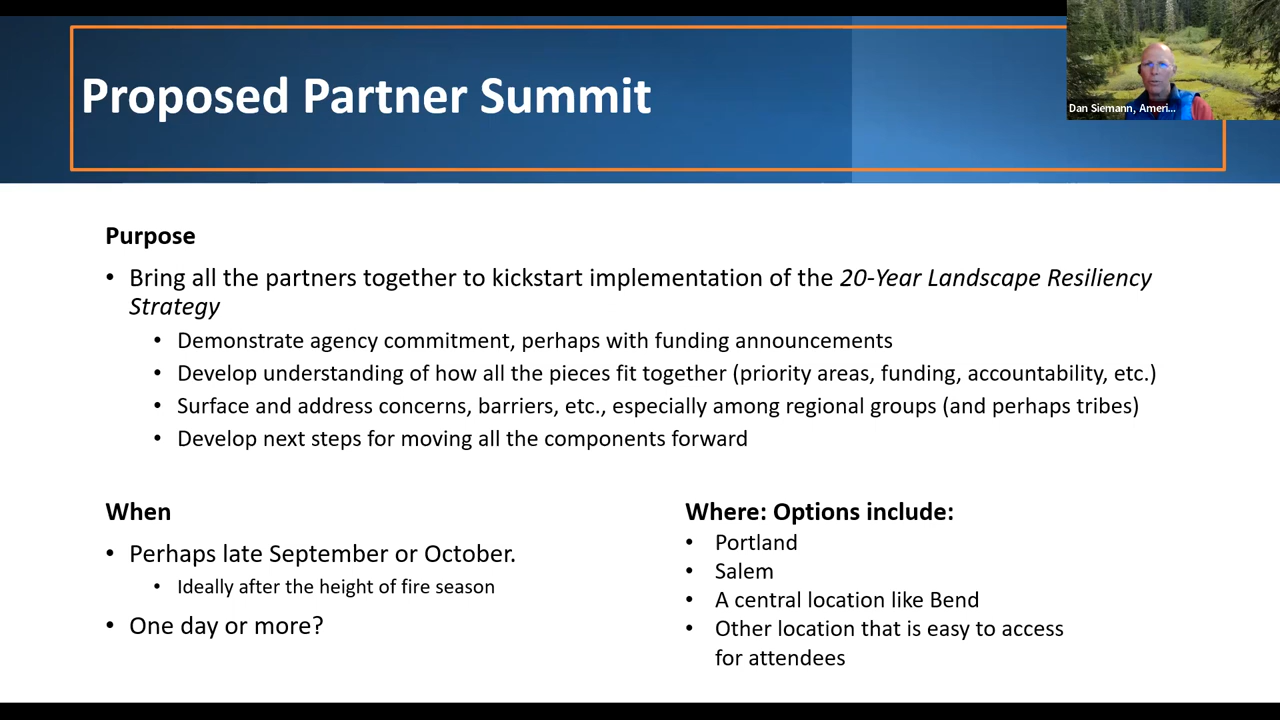 Proposed Partner Summit
Dan Siemann, Ameri...
Purpose
• Bring all the partners together to kickstart implementation of the 20-Year Landscape Resiliency
Strategy
• Demonstrate agency commitment, perhaps with funding announcements
• Develop understanding of how all the pieces fit together (priority areas, funding, accountability, etc.)
• Surface and address concerns, barriers, etc., especially among regional groups (and perhaps tribes)
• Develop next steps for moving all the components forward
When
• Perhaps late September or October.
• Ideally after the height of fire season
• One day or more?
Where: Options include:
• Portland
• Salem
• A central location like Bend
• Other location that is easy to access
for attendees